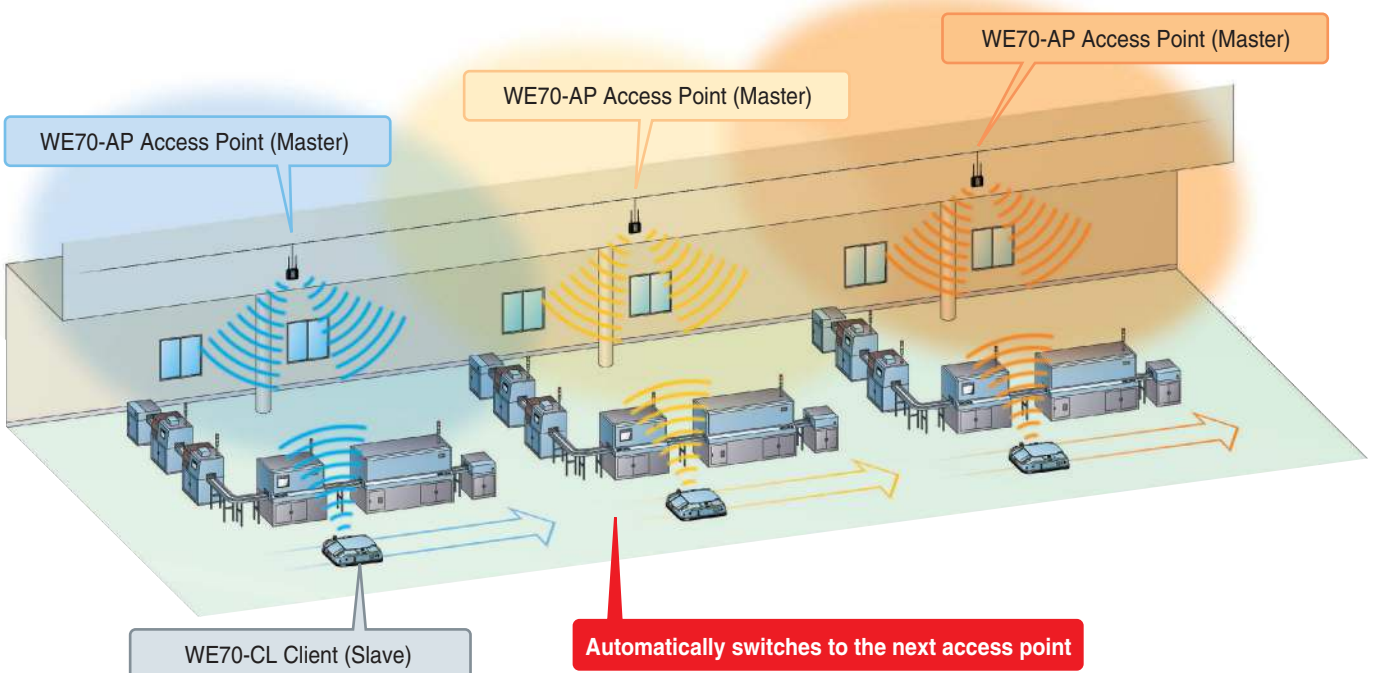 WE70-AP Access Point (Master)
WE70-AP Access Point (Master)
WE70-AP Access Point (Master)
WE70-CL Client (Slave)
Automatically switches to the next access point